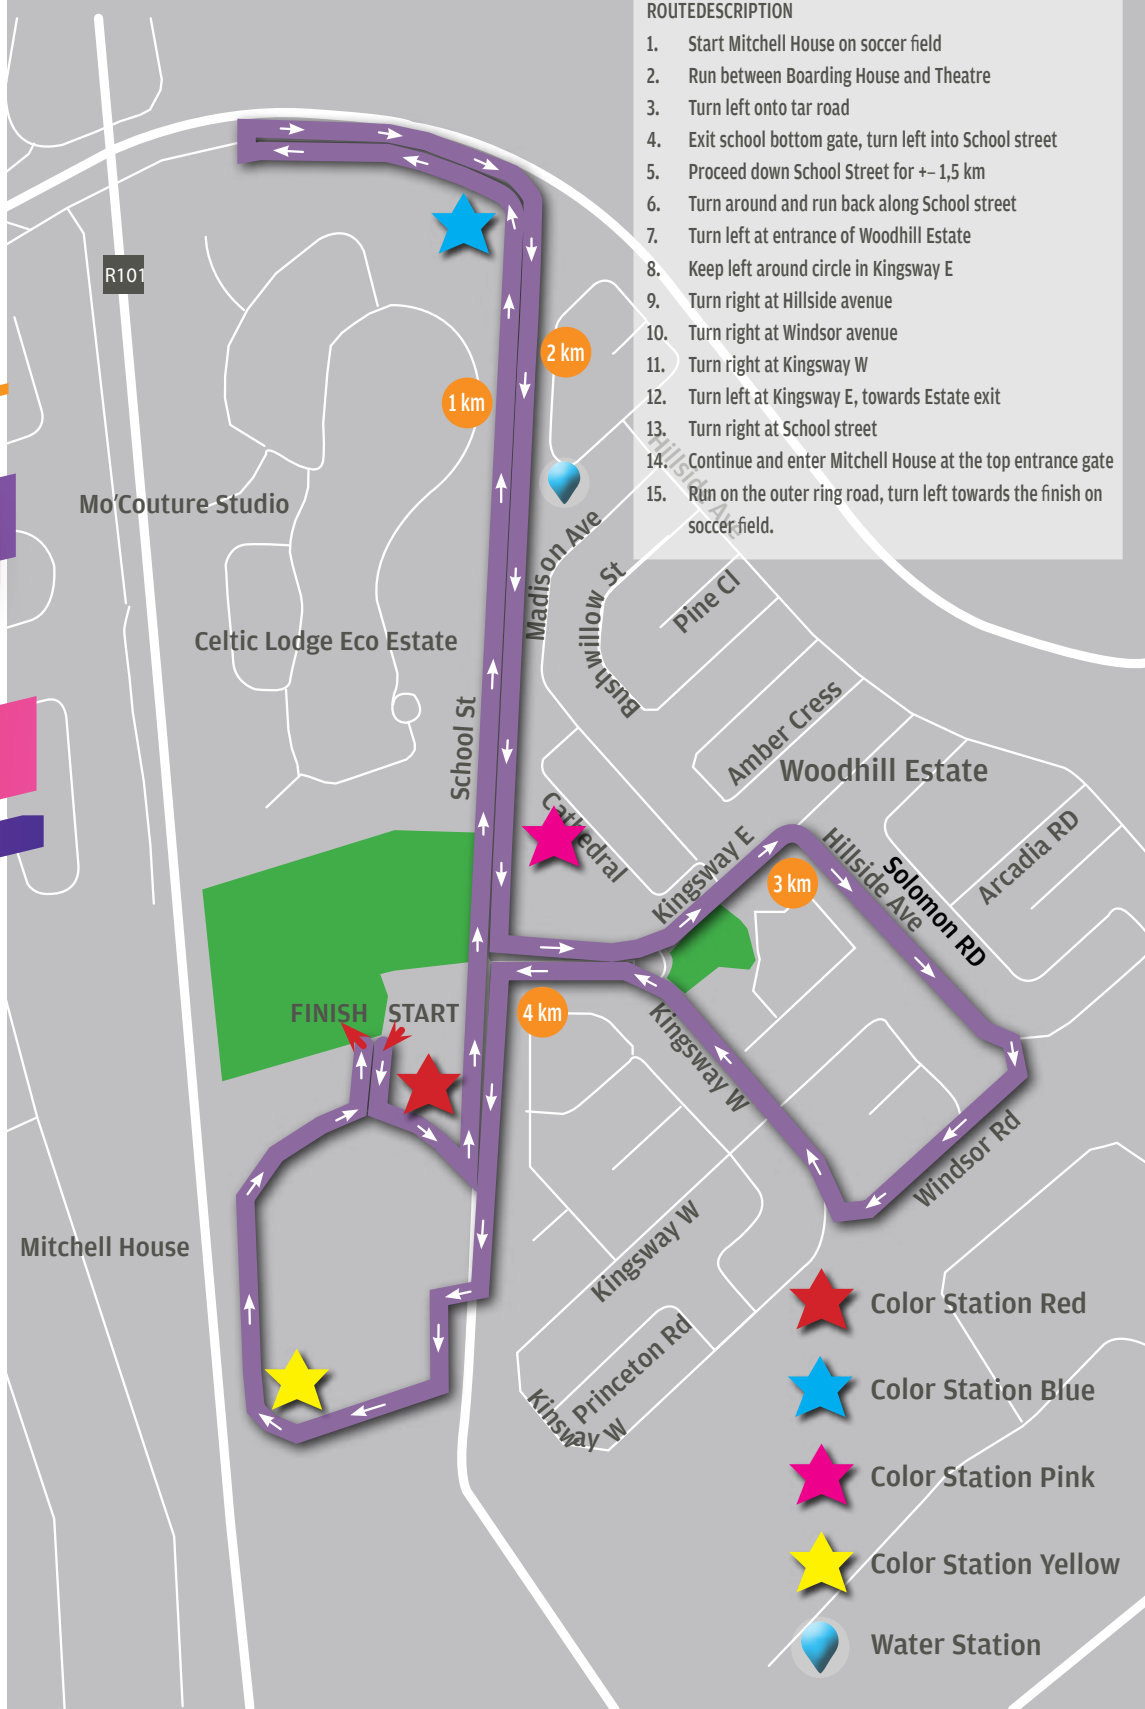 ROUTEDESCRIPTION
1. Start Mitchell House on soccer field
2. Run between Boarding House and Theatre
3. Turn left onto tar road
4. Exit school bottom gate, turn left into School street
5. Proceed down School Street for +– 1,5 km
6. Turn around and run back along School street
7. Turn left at entrance of Woodhill Estate
8. Keep left around circle in Kingsway E
9. Turn right at Hillside avenue
10. Turn right at Windsor avenue
11. Turn right at Kingsway W
12. Turn left at Kingsway E, towards Estate exit
13. Turn right at School street
14. Continue and enter Mitchell House at the top entrance gate
15. Run on the outer ring road, turn left towards the finish on
soccer field.
R101
2 km
1 km
Hillside Ave
Mo'Couture Studio
Madison Ave
Bushwillow St
Pine Cl
Celtic Lodge Eco Estate
School St
Amber Cress
Woodhill Estate
Cathedral
Kingsway E
Hillside Ave
Solomon RD
Arcadia RD
3 km
FINISH START
4 km
Kingsway W
Windsor Rd
Mitchell House
Kingsway W
Princeton Rd
Kinsway W
Color Station Red
Color Station Blue
Color Station Pink
Color Station Yellow
Water Station